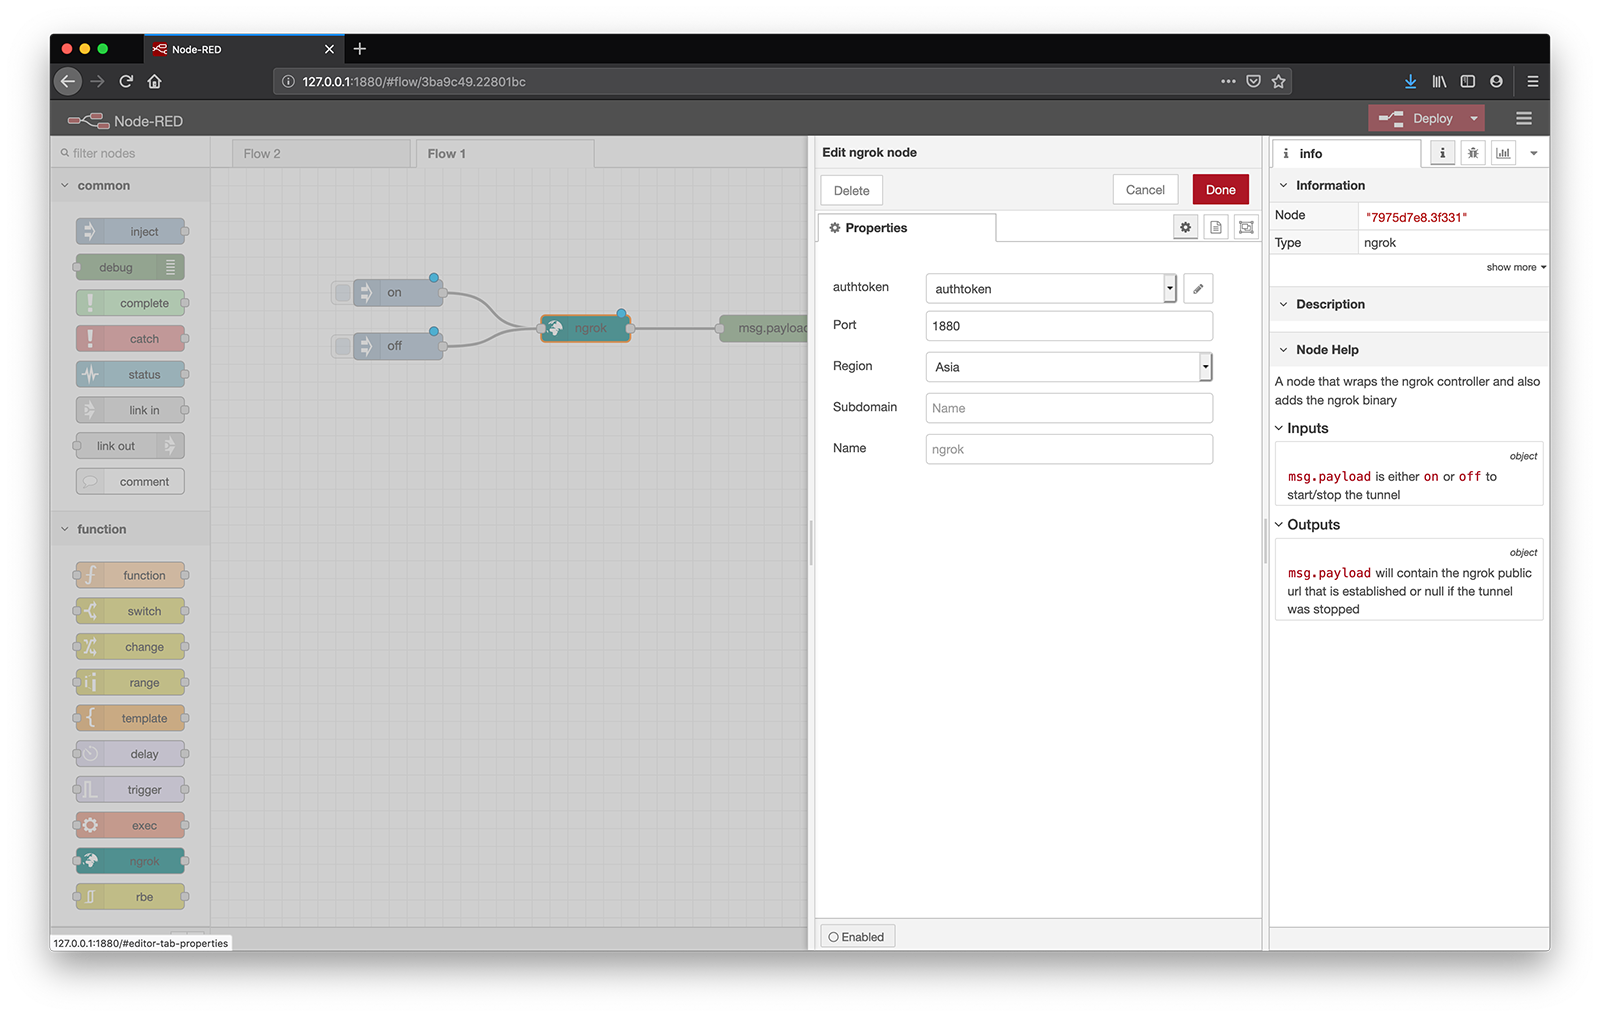 Node-RED
127.0.0.1:1880/#flow/3ba9c49.22801bc
Node-RED
Deploy
filter nodes
Flow 2
Flow 1
common
inject
debug
complete
catch
status
link in
link out
comment
function
function
switch
change
range
template
delay
trigger
exec
ngrok
rbe
on
off
ngrok
msg.payload
Edit ngrok node
Delete
Cancel
Done
Properties
authtoken
authtoken
Port
1880
Region
Asia
Subdomain
Name
Name
ngrok
Enabled
info
Information
Node
"7975d7e8.3f331"
Type
ngrok
show more
Description
Node Help
A node that wraps the ngrok controller and also
adds the ngrok binary
Inputs
object
msg.payload is either on or off to
start/stop the tunnel
Outputs
object
msg.payload will contain the ngrok public
url that is established or null if the tunnel
was stopped
127.0.0.1:1880/#editor-tab-properties